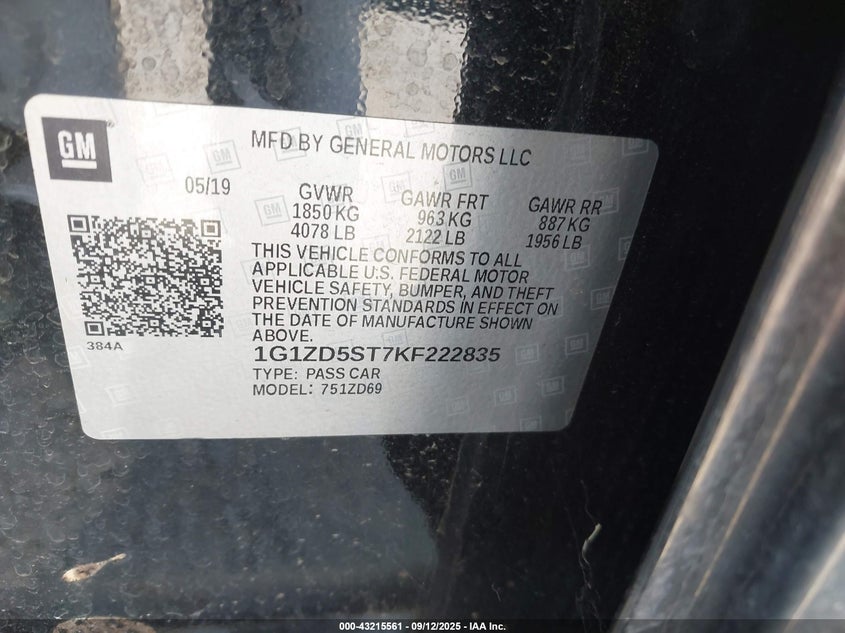 GM
MFD BY GENERAL MOTORS LLC
05/19
GVWR
1850 KG
4078 LB
GAWR FRT
963 KG
2122 LB
GAWR RR
887 KG
1956 LB
THIS VEHICLE CONFORMS TO ALL
APPLICABLE U.S. FEDERAL MOTOR
VEHICLE SAFETY, BUMPER, AND THEFT
PREVENTION STANDARDS IN EFFECT ON
THE DATE OF MANUFACTURE SHOWN
ABOVE.
384A
1G1ZD5ST7KF222835
TYPE: PASS CAR
MODEL: 751ZD69
000-43215561 - 09/12/2025 - IAA Inc.